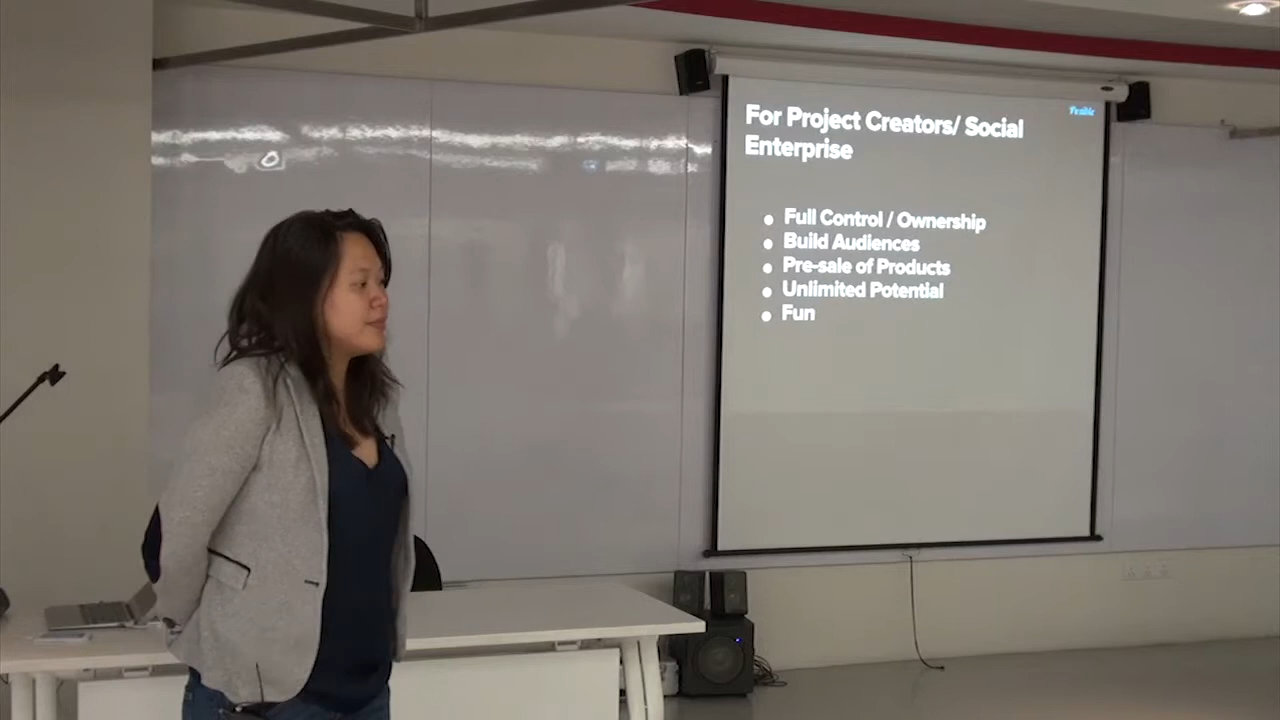 For Project Creators/ Social
Enterprise
Full Control / Ownership
Build Audiences
Pre-sale of Products
Unlimited Potential
Fun